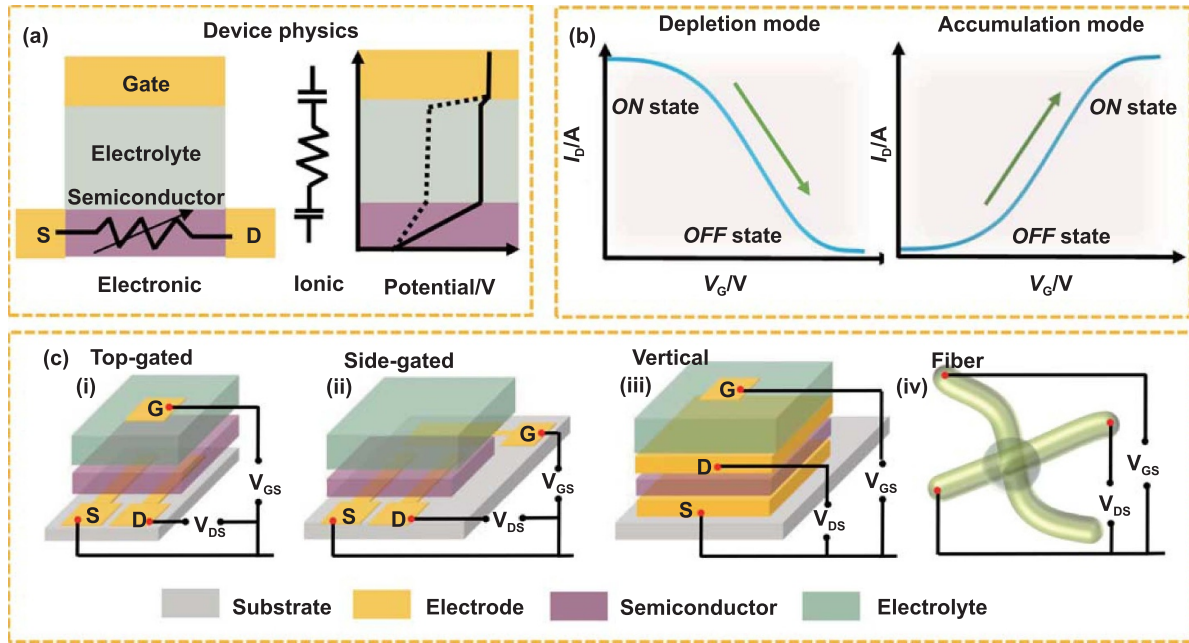 (a)
Device physics
Gate
Electrolyte
Semiconductor
S
D
Electronic
Ionic
Potential/V
(b)
Depletion mode
Accumulation mode
ON state
OFF state
I_D/A
V_G/V
ON state
OFF state
I_D/A
V_G/V
(c)
Top-gated
(i)
G
S
D
V_GS
V_DS
Side-gated
(ii)
G
S
D
V_GS
V_DS
Vertical
(iii)
G
D
S
V_GS
V_DS
Fiber
(iv)
V_GS
V_DS
Substrate
Electrode
Semiconductor
Electrolyte